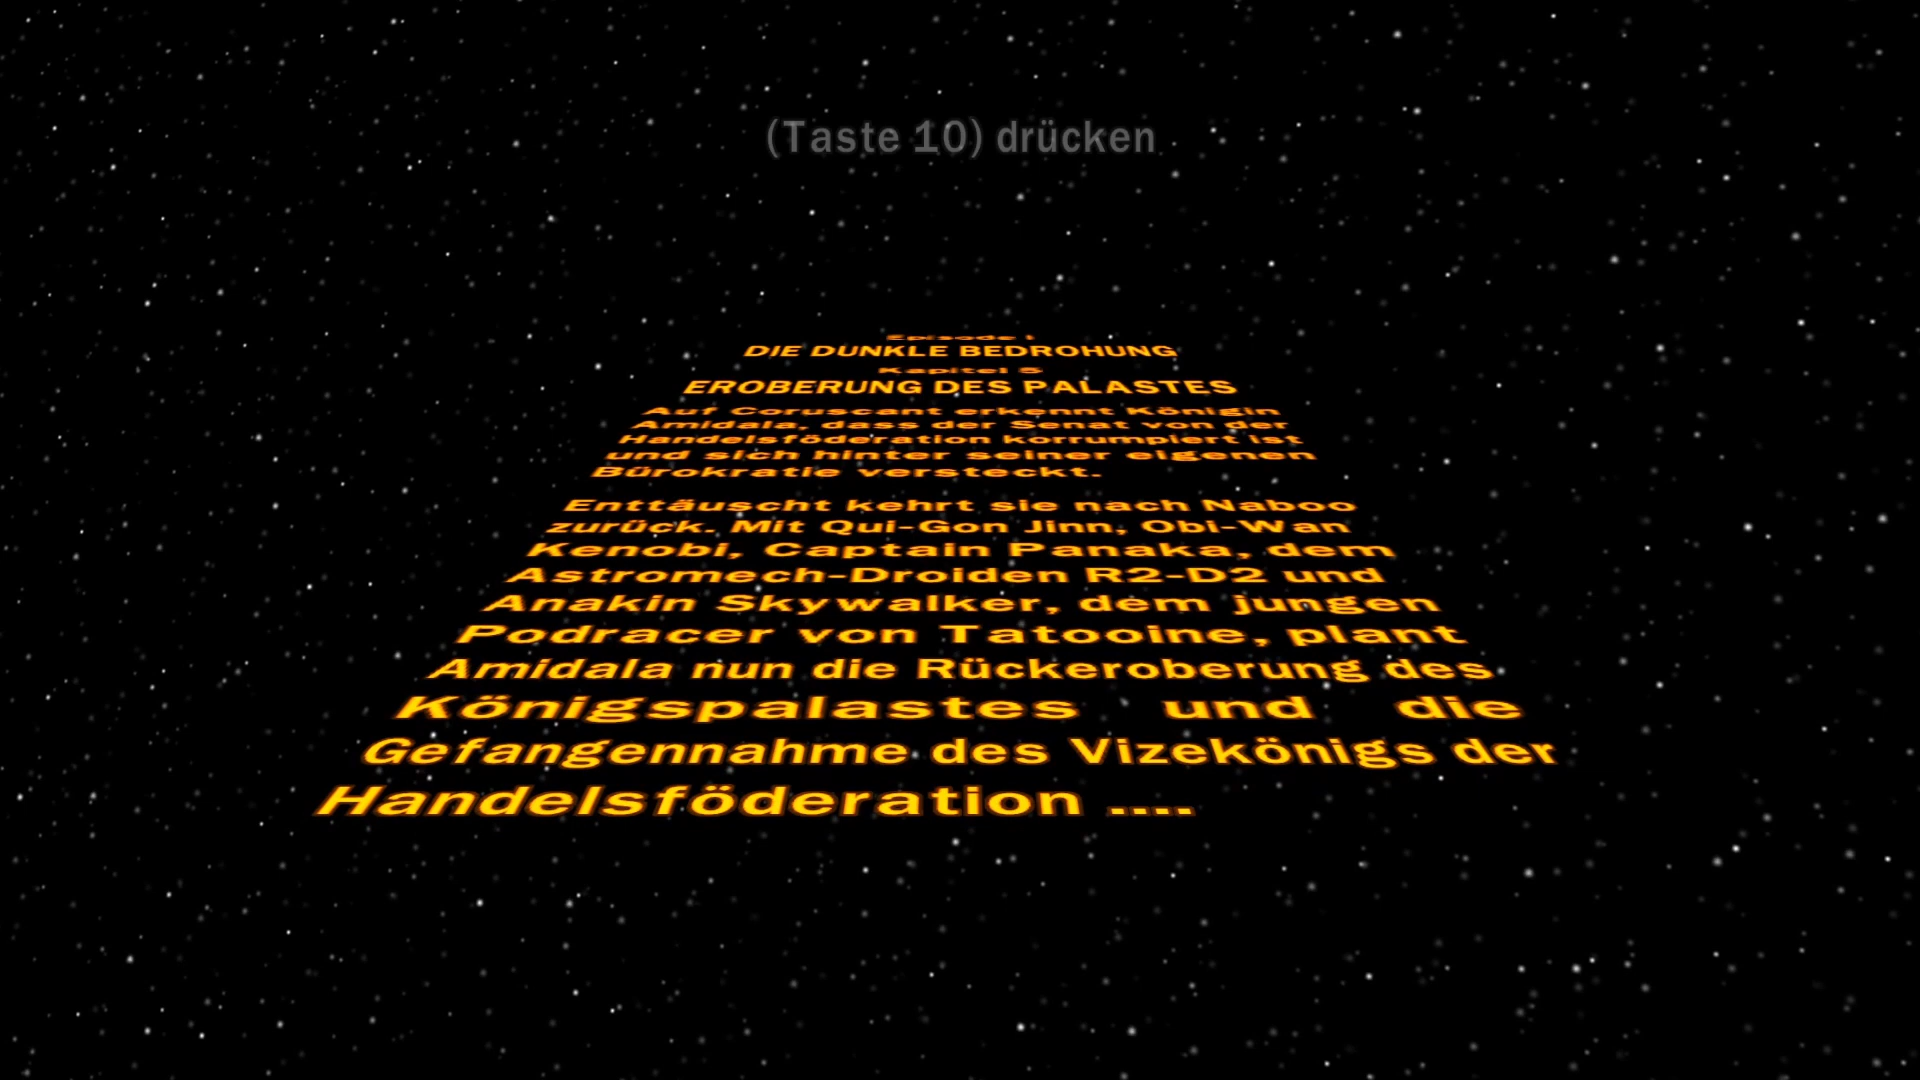 (Taste 10) drücken
Episode I
DIE DUNKLE BEDROHUNG
Kapitel 5
EROBERUNG DES PALASTES
Auf Coruscant erkennt Königin
Amidala, dass der Senat von der
Handelsföderation korrumpiert ist
und sich hinter seiner eigenen
Bürokratie versteckt.
Enttäuscht kehrt sie nach Naboo
zurück. Mit Qui-Gon Jinn, Obi-Wan
Kenobi, Captain Panaka, dem
Astromech-Droiden R2-D2 und
Anakin Skywalker, dem jungen
Podracer von Tatooine, plant
Amidala nun die Rückeroberung des
Königspalastes und die
Gefangennahme des Vizekönigs der
Handelsföderation ....